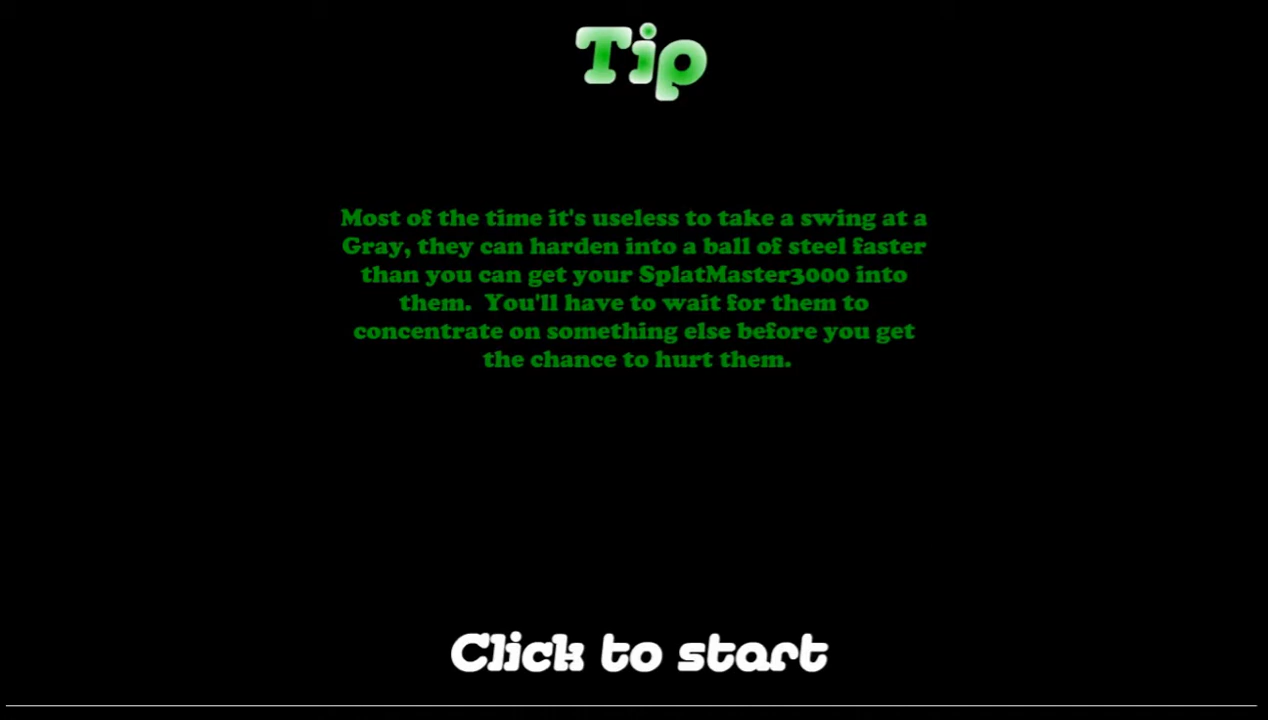 Tip
Most of the time it's useless to take a swing at a
Gray, they can harden into a ball of steel faster
than you can get your SplatMaster3000 into
them.  You'll have to wait for them to
concentrate on something else before you get
the chance to hurt them.
Click to start